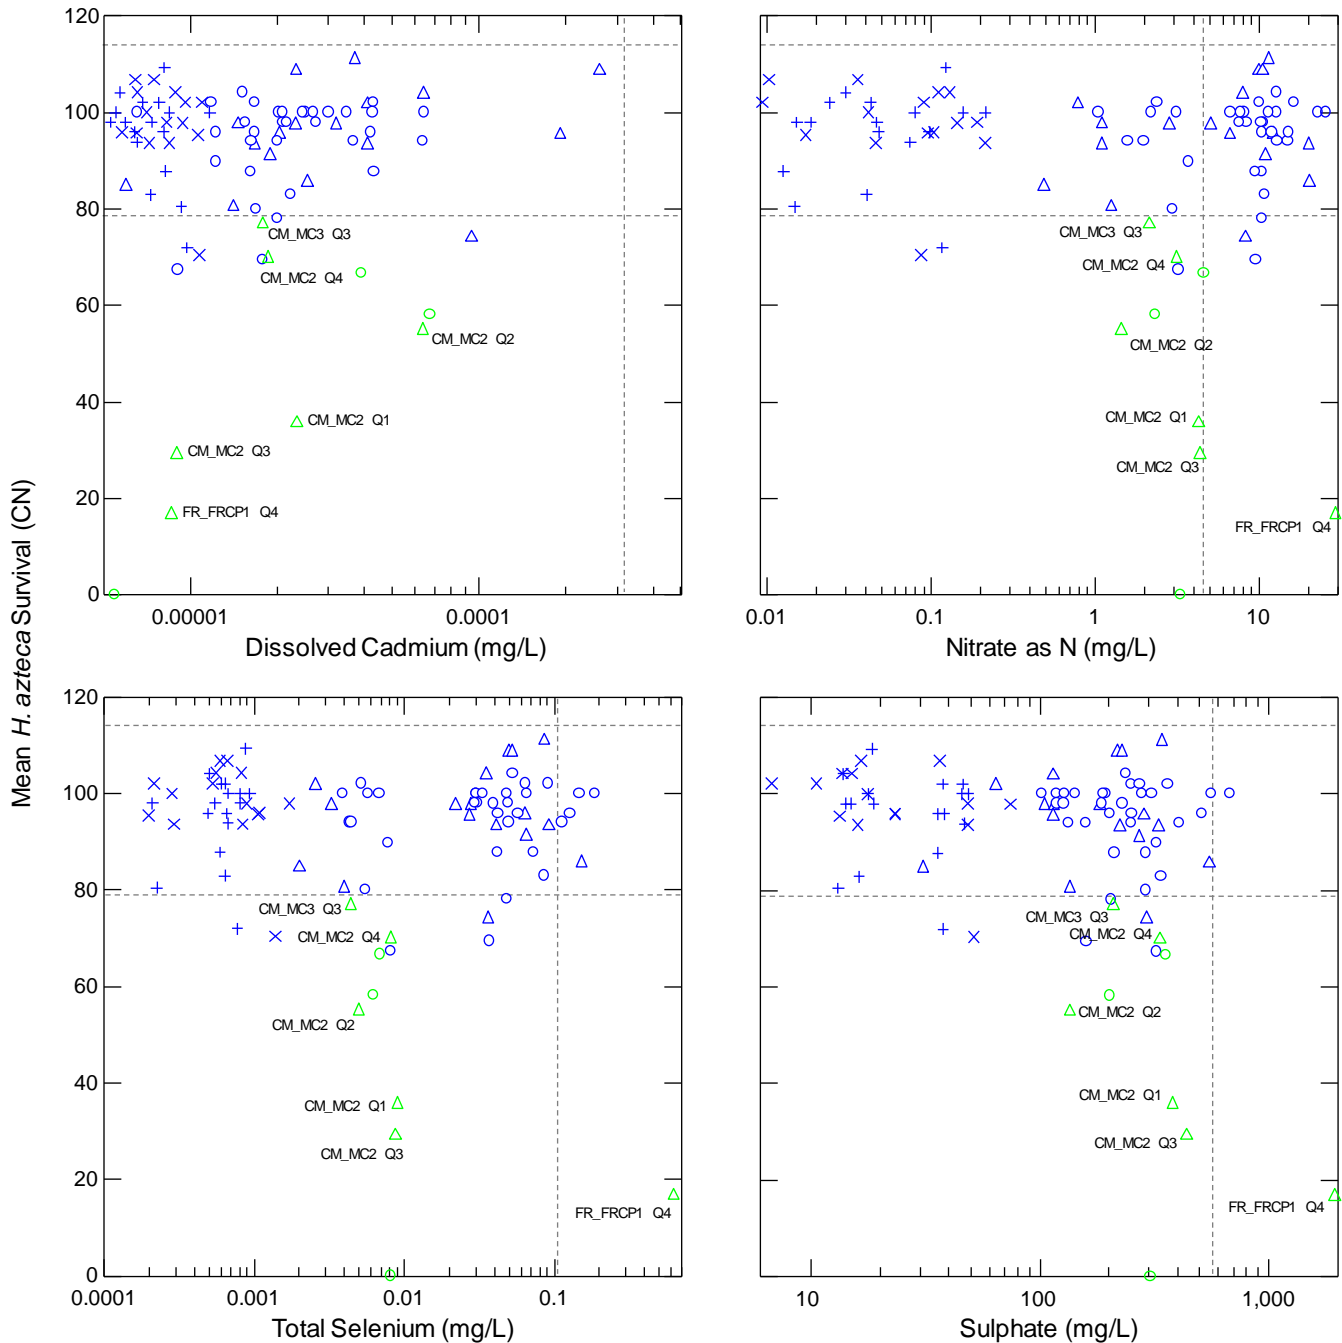 120
100
80
60
40
20
0
CM_MC3 Q3
CM_MC2 Q4
CM_MC2 Q2
CM_MC2 Q1
CM_MC2 Q3
FR_FRCP1 Q4
0.00001
0.0001
Dissolved Cadmium (mg/L)
CM_MC3 Q3
CM_MC2 Q4
CM_MC2 Q2
CM_MC2 Q1
CM_MC2 Q3
FR_FRCP1 Q4
0.01
0.1
1
10
Nitrate as N (mg/L)
Mean H. azteca Survival (CN)
120
100
80
60
40
20
0
CM_MC3 Q3
CM_MC2 Q4
CM_MC2 Q2
CM_MC2 Q1
CM_MC2 Q3
FR_FRCP1 Q4
0.0001
0.001
0.01
0.1
Total Selenium (mg/L)
CM_MC3 Q3
CM_MC2 Q4
CM_MC2 Q2
CM_MC2 Q1
CM_MC2 Q3
FR_FRCP1 Q4
10
100
1,000
Sulphate (mg/L)